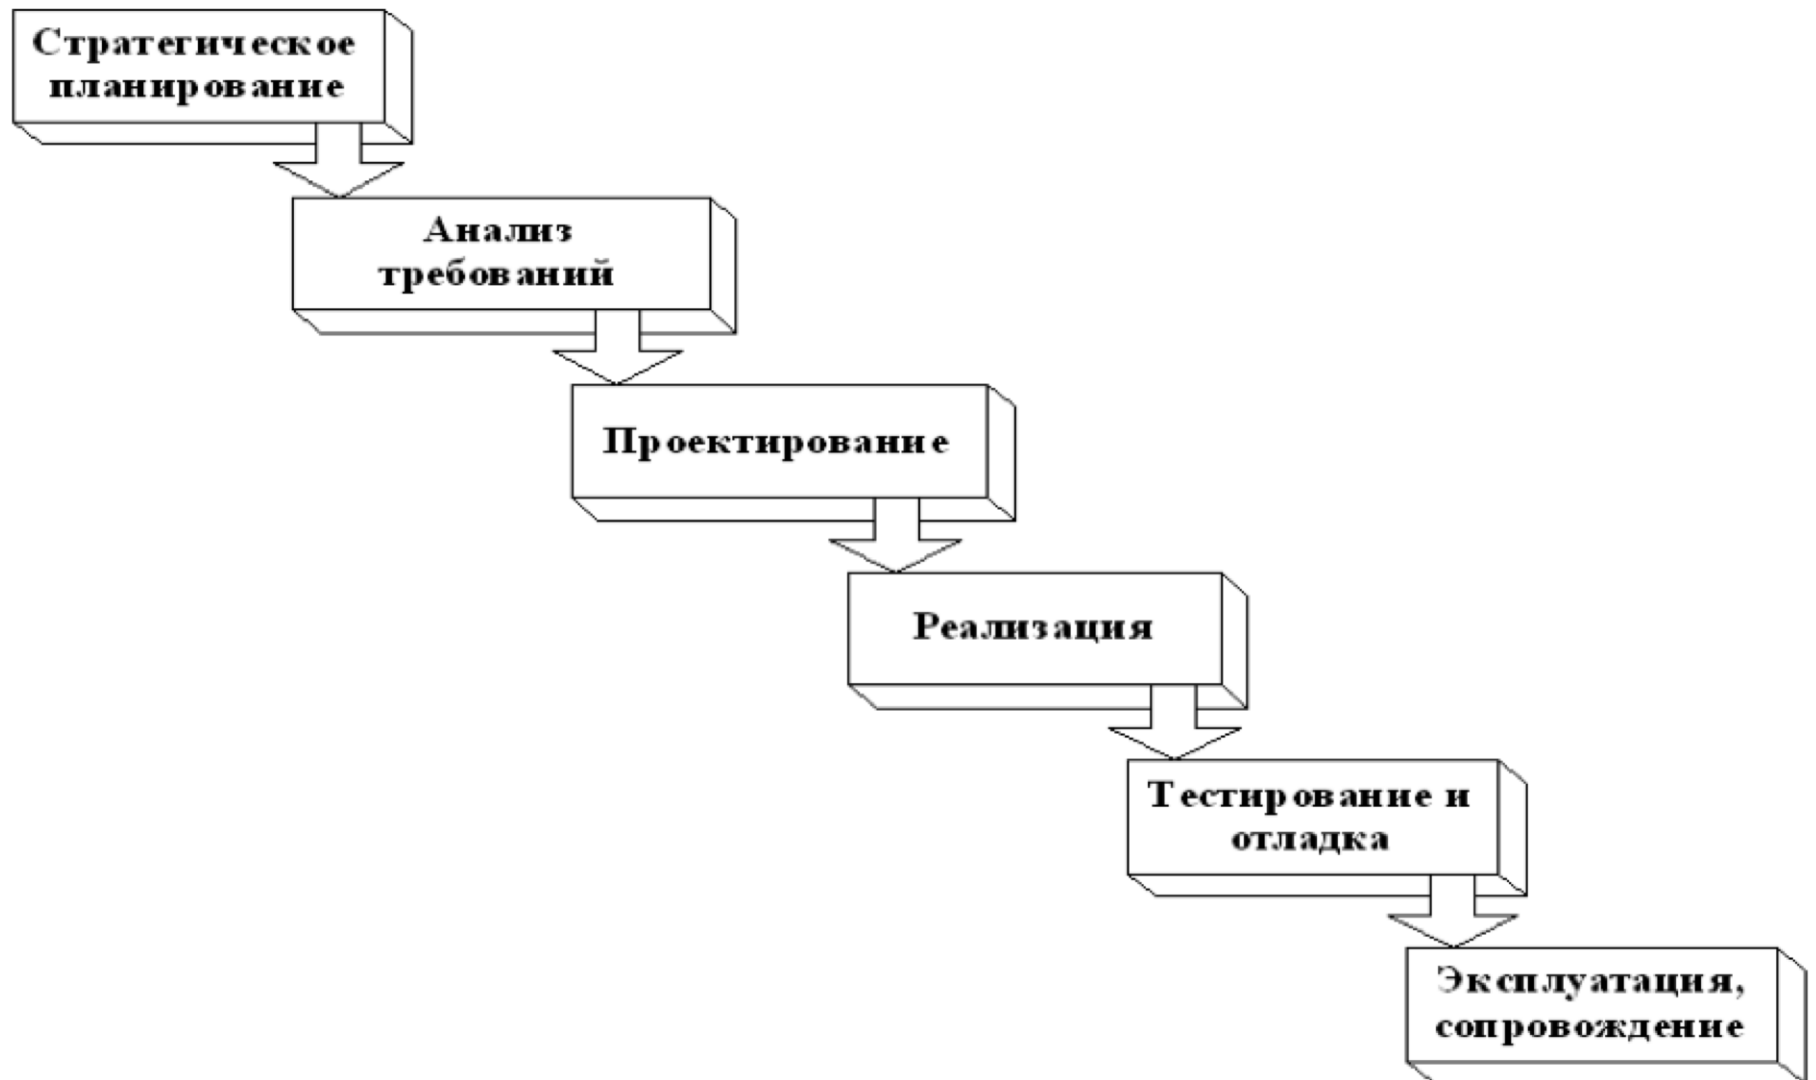 Стратегическое
планирование
Анализ
требований
Проектирование
Реализация
Тестирование и
отладка
Эксплуатация,
сопровождение